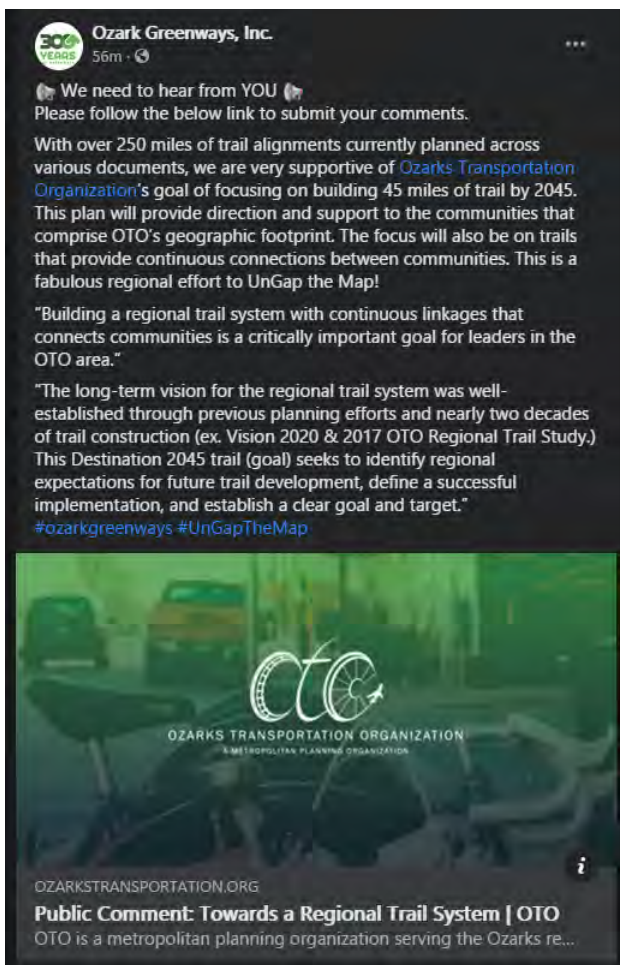 30
YEARS
Ozark Greenways, Inc.
56m ·
We need to hear from YOU
Please follow the below link to submit your comments.
With over 250 miles of trail alignments currently planned across
various documents, we are very supportive of Ozarks Transportation
Organization's goal of focusing on building 45 miles of trail by 2045.
This plan will provide direction and support to the communities that
comprise OTO's geographic footprint. The focus will also be on trails
that provide continuous connections between communities. This is a
fabulous regional effort to UnGap the Map!
"Building a regional trail system with continuous linkages that
connects communities is a critically important goal for leaders in the
OTO area."
"The long-term vision for the regional trail system was well-
established through previous planning efforts and nearly two decades
of trail construction (ex. Vision 2020 & 2017 OTO Regional Trail Study.)
This Destination 2045 trail (goal) seeks to identify regional
expectations for future trail development, define a successful
implementation, and establish a clear goal and target."
#ozarkgreenways #UnGapTheMap
oto
OZARKS TRANSPORTATION ORGANIZATION
A METROPOLITAN PLANNING ORGANIZATION
i
OZARKSTRANSPORTATION.ORG
Public Comment: Towards a Regional Trail System | OTO
OTO is a metropolitan planning organization serving the Ozarks re...